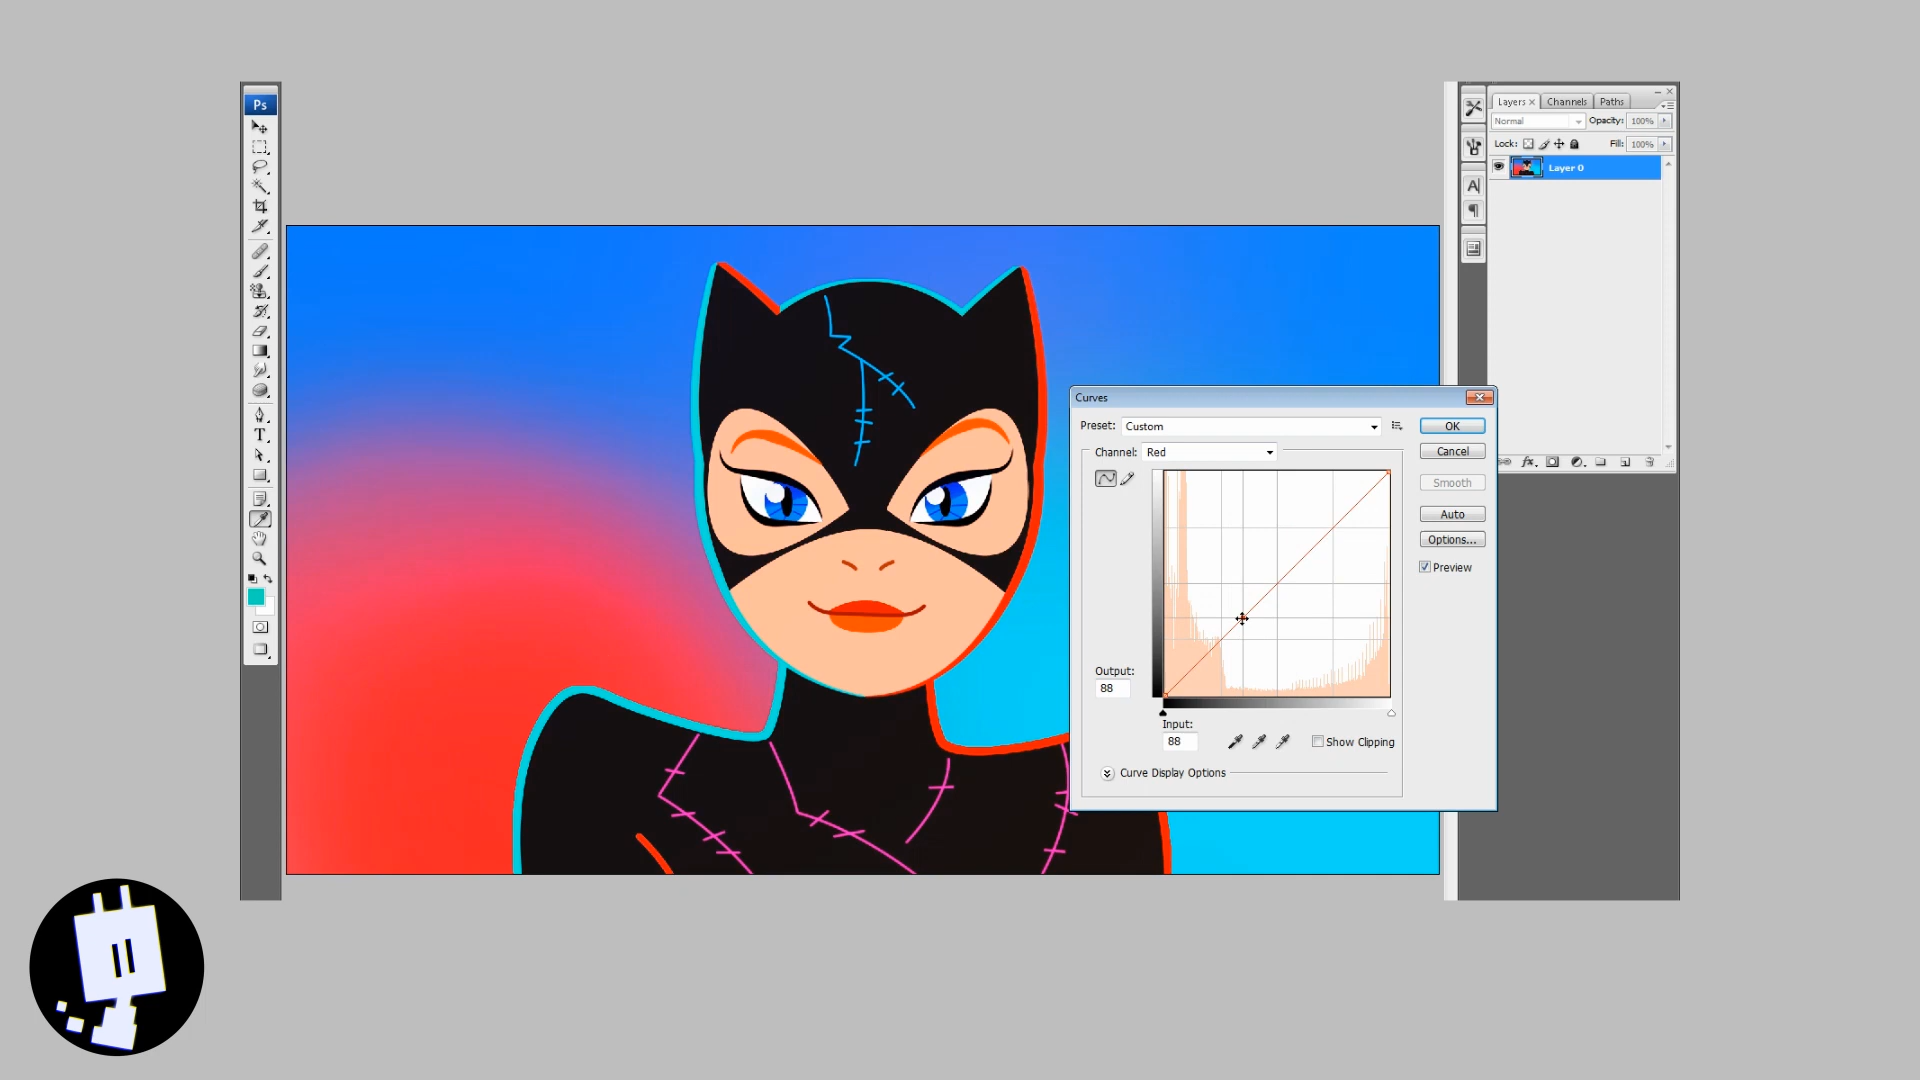 Ps
T
A
Layers Channels Paths
Normal Opacity: 100%
Lock: Fill: 100%
Layer 0
fx
Curves
Preset: Custom
OK
Channel: Red
Cancel
Smooth
Auto
Options...
Preview
Output:
88
Input:
88
Show Clipping
Curve Display Options